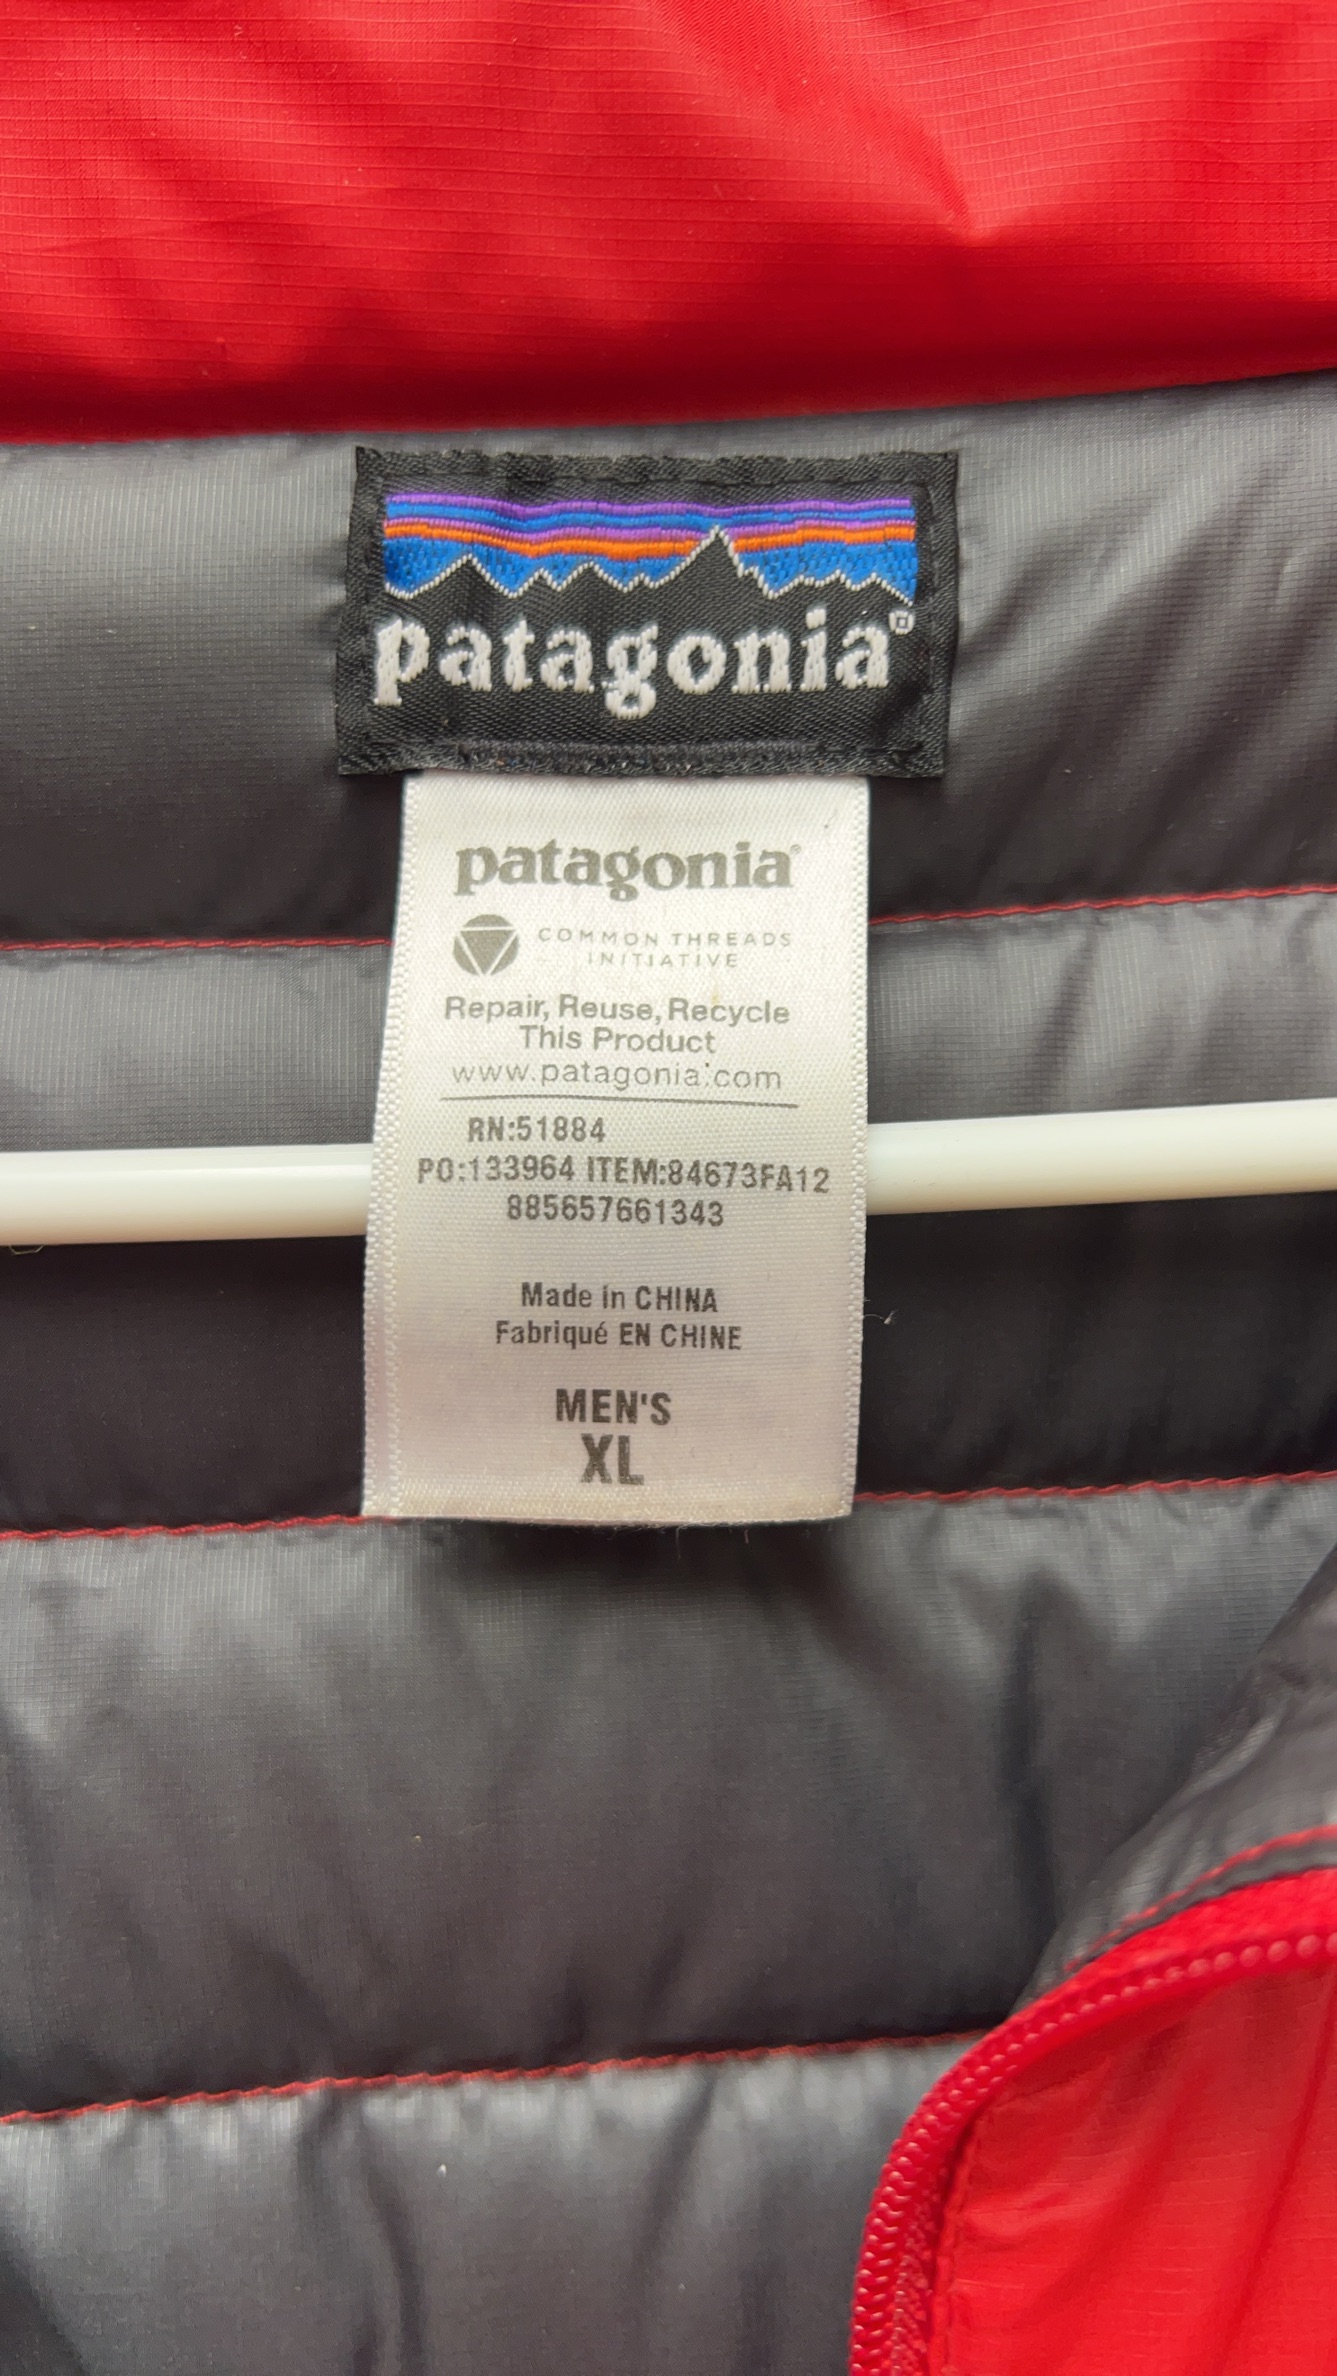 patagonia®
patagonia®
COMMON THREADS
INITIATIVE
Repair, Reuse, Recycle
This Product
www.patagonia.com
RN:51884
PO:133964 ITEM:84673FA12
885657661343
Made in CHINA
Fabriqué EN CHINE
MEN'S
XL